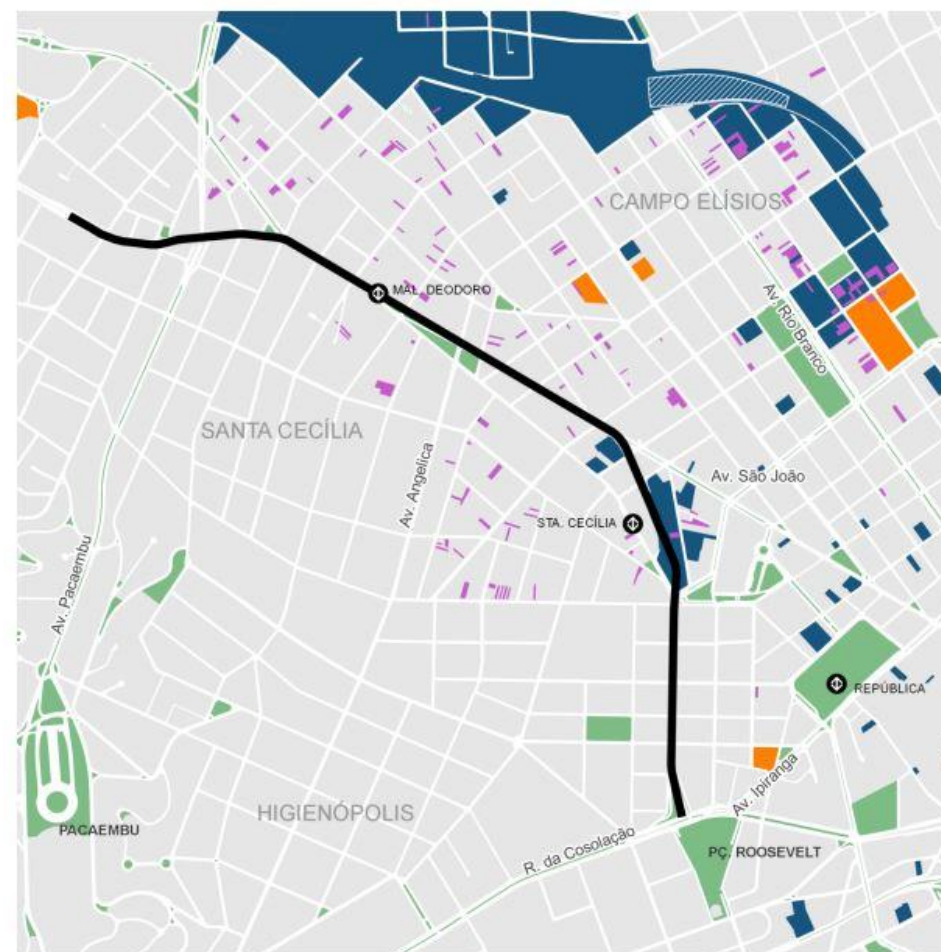 CAMPO ELÍSIOS
MAL. DEODORO
Av. Rio Branco
SANTA CECÍLIA
Av. Angelica
Av. São João
STA. CECÍLIA
Av. Pacaembu
REPÚBLICA
Av. Ipiranga
HIGIENÓPOLIS
PACAEMBU
R. da Cosolação
PÇ. ROOSEVELT